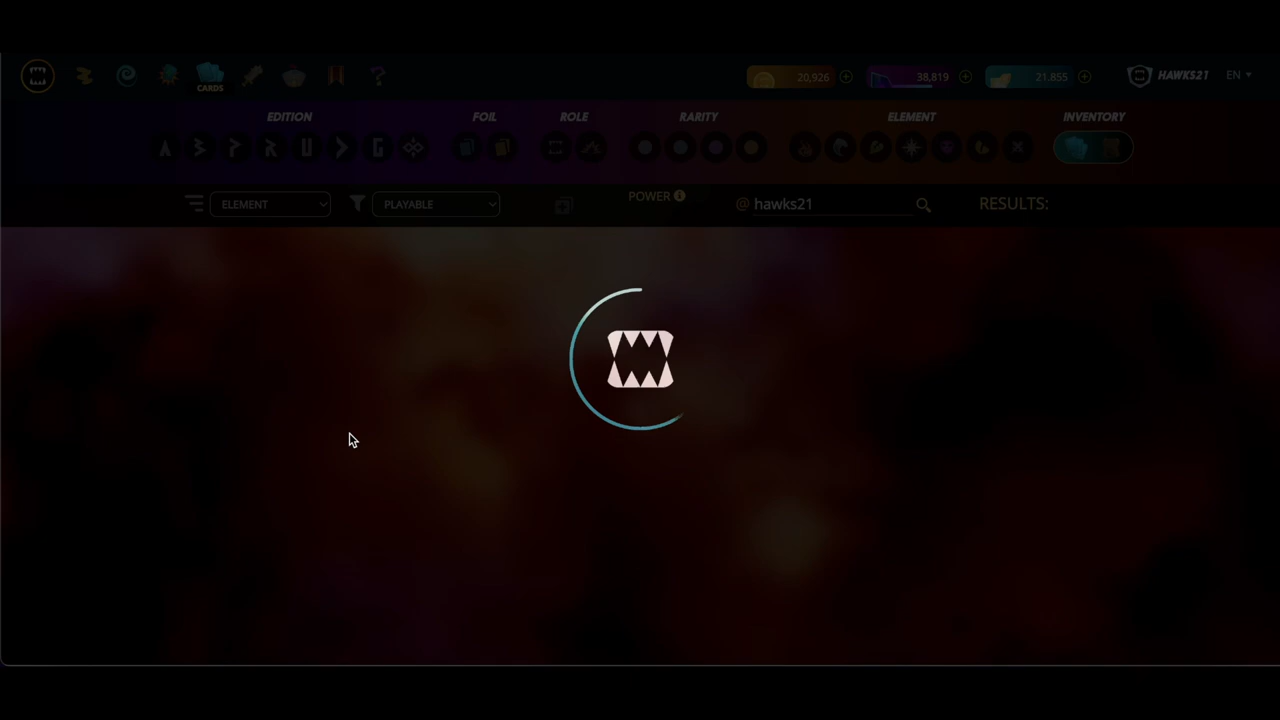 20,926 38,819 21,855 HAWKS21 EN
CARDS
EDITION FOIL ROLE RARITY ELEMENT INVENTORY
ELEMENT PLAYABLE POWER @ hawks21 RESULTS: